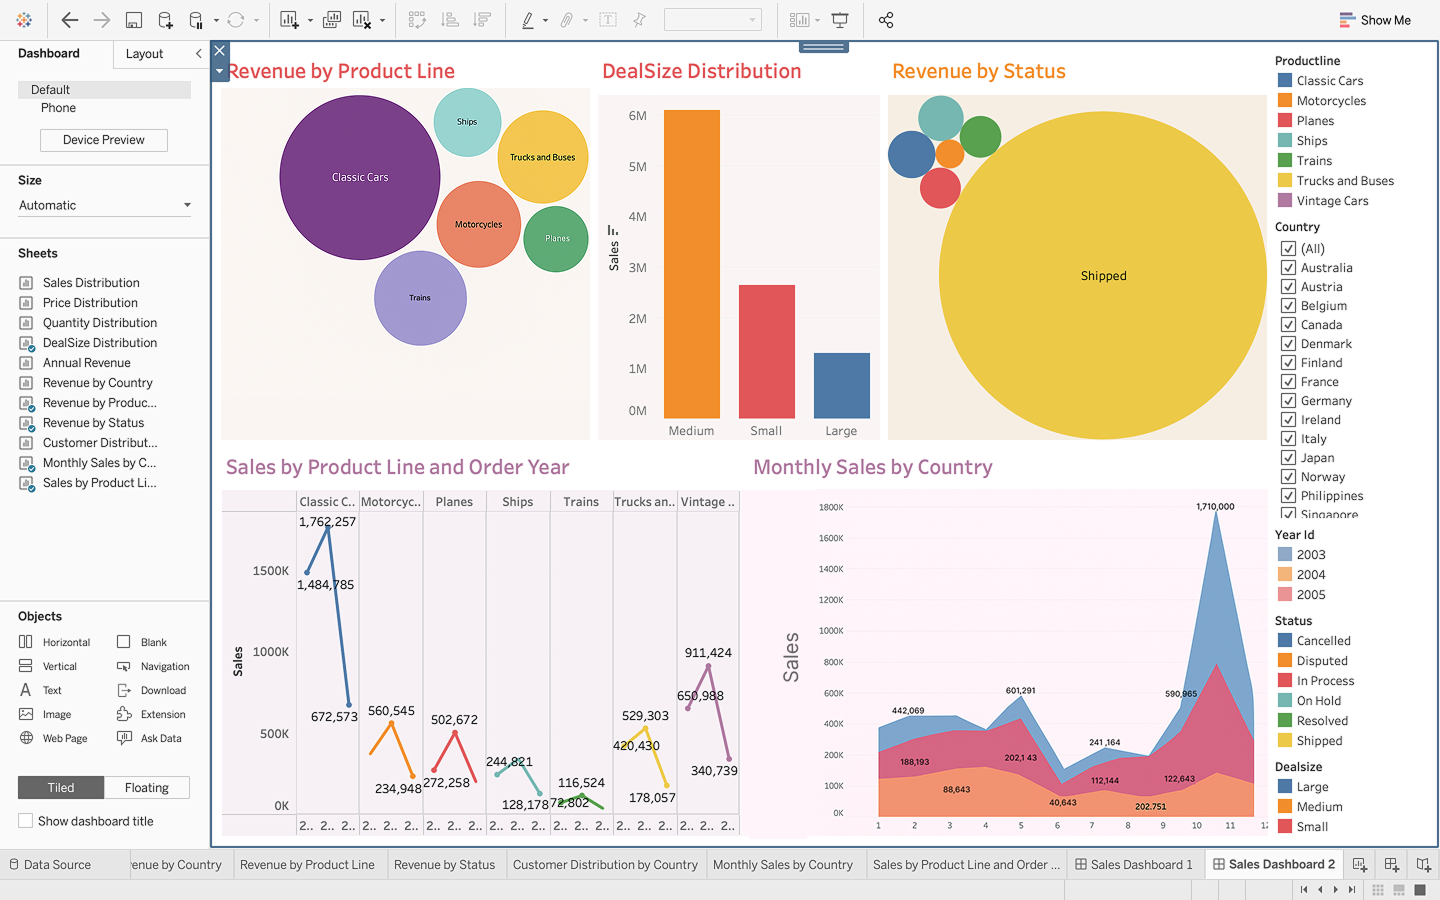 Show Me
Dashboard
Layout
Default
Phone
Device Preview
Size
Automatic
Sheets
Sales Distribution
Price Distribution
Quantity Distribution
DealSize Distribution
Annual Revenue
Revenue by Country
Revenue by Produc...
Revenue by Status
Customer Distribut...
Monthly Sales by C...
Sales by Product Li...
Objects
Horizontal
Blank
Vertical
Navigation
Text
Download
Image
Extension
Web Page
Ask Data
Tiled
Floating
Show dashboard title
Revenue by Product Line
Classic Cars
Ships
Trucks and Buses
Motorcycles
Planes
Trains
DealSize Distribution
Sales
6M
5M
4M
3M
2M
1M
0M
Medium Small Large
Revenue by Status
Shipped
Sales by Product Line and Order Year
Classic C.. Motorcyc.. Planes Ships Trains Trucks an.. Vintage ..
Sales
1500K
1000K
500K
0K
1,762,257
1,484,785
672,573
560,545
234,948
502,672
272,258
244,821
128,178
116,524
72,802
529,303
420,430
178,057
911,424
650,988
340,739
2.. 2.. 2.. 2.. 2.. 2.. 2.. 2.. 2.. 2.. 2.. 2.. 2.. 2.. 2.. 2.. 2.. 2.. 2.. 2.. 2..
Monthly Sales by Country
Sales
1800K
1600K
1400K
1200K
1000K
800K
600K
400K
200K
0K
1,710,000
601,291
590,965
442,069
241,164
188,193
202,1 43
112,144
122,643
88,643
40,643
202.751
1 2 3 4 5 6 7 8 9 10 11 12
Productline
Classic Cars
Motorcycles
Planes
Ships
Trains
Trucks and Buses
Vintage Cars
Country
(All)
Australia
Austria
Belgium
Canada
Denmark
Finland
France
Germany
Ireland
Italy
Japan
Norway
Philippines
Singapore
Year Id
2003
2004
2005
Status
Cancelled
Disputed
In Process
On Hold
Resolved
Shipped
Dealsize
Large
Medium
Small
Data Source
venue by Country
Revenue by Product Line
Revenue by Status
Customer Distribution by Country
Monthly Sales by Country
Sales by Product Line and Order ...
Sales Dashboard 1
Sales Dashboard 2